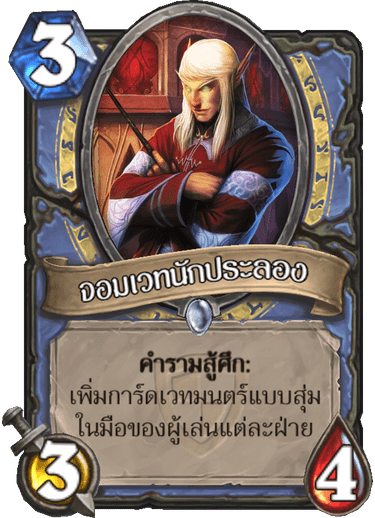 3
จอมเวทนักประลอง
คำรามสู้ศึก:
เพิ่มการ์ดเวทมนตร์แบบสุ่ม
ในมือของผู้เล่นแต่ละฝ่าย
3
4